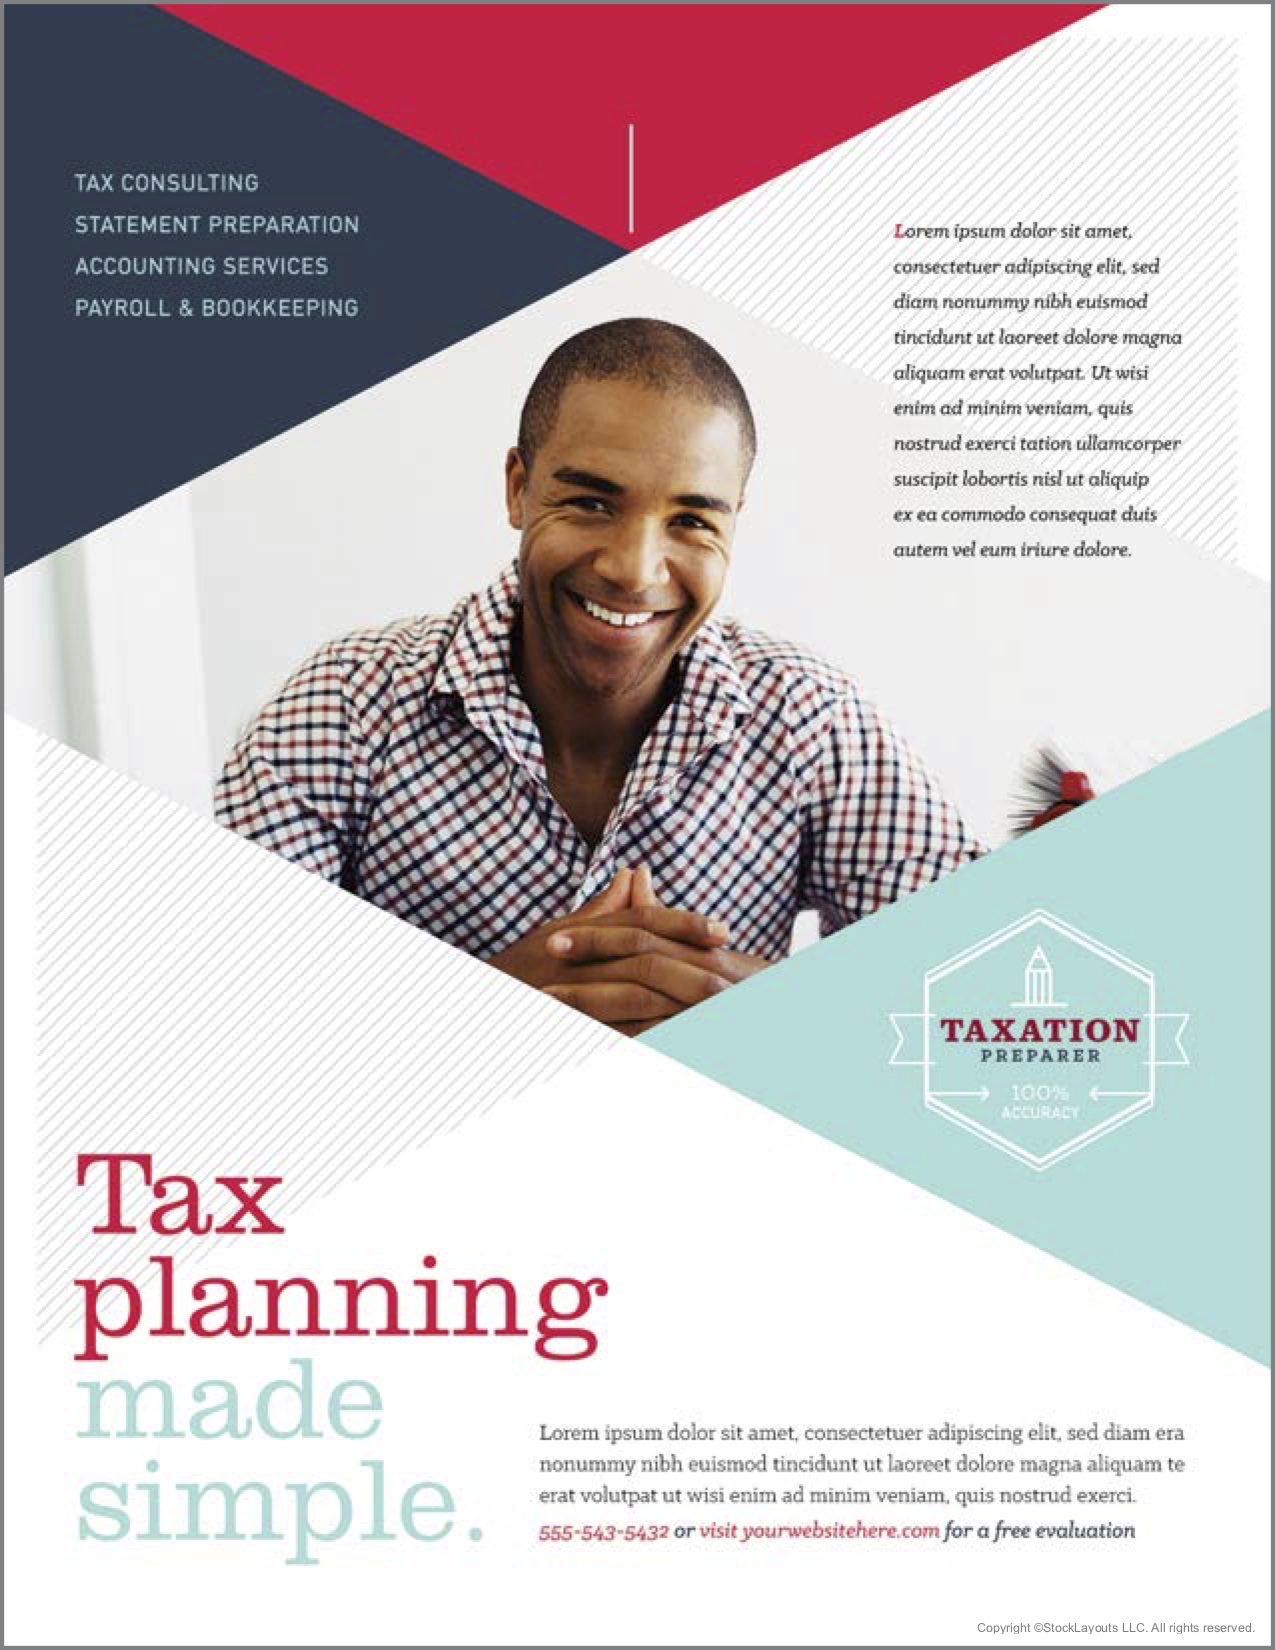 TAX CONSULTING
STATEMENT PREPARATION
ACCOUNTING SERVICES
PAYROLL & BOOKKEEPING
Lorem ipsum dolor sit amet,
consectetuer adipiscing elit, sed
diam nonummy nibh euismod
tincidunt ut laoreet dolore magna
aliquam erat volutpat. Ut wisi
enim ad minim veniam, quis
nostrud exerci tation ullamcorper
suscipit lobortis nisl ut aliquip
ex ea commodo consequat duis
autem vel eum iriure dolore.
TAXATION
PREPARER
100%
ACCURACY
Tax
planning
made
simple.
Lorem ipsum dolor sit amet, consectetuer adipiscing elit, sed diam era
nonummy nibh euismod tincidunt ut laoreet dolore magna aliquam te
erat volutpat ut wisi enim ad minim veniam, quis nostrud exerci.
555-543-5432 or visit yourwebsitehere.com for a free evaluation
Copyright ©StockLayouts LLC. All rights reserved.